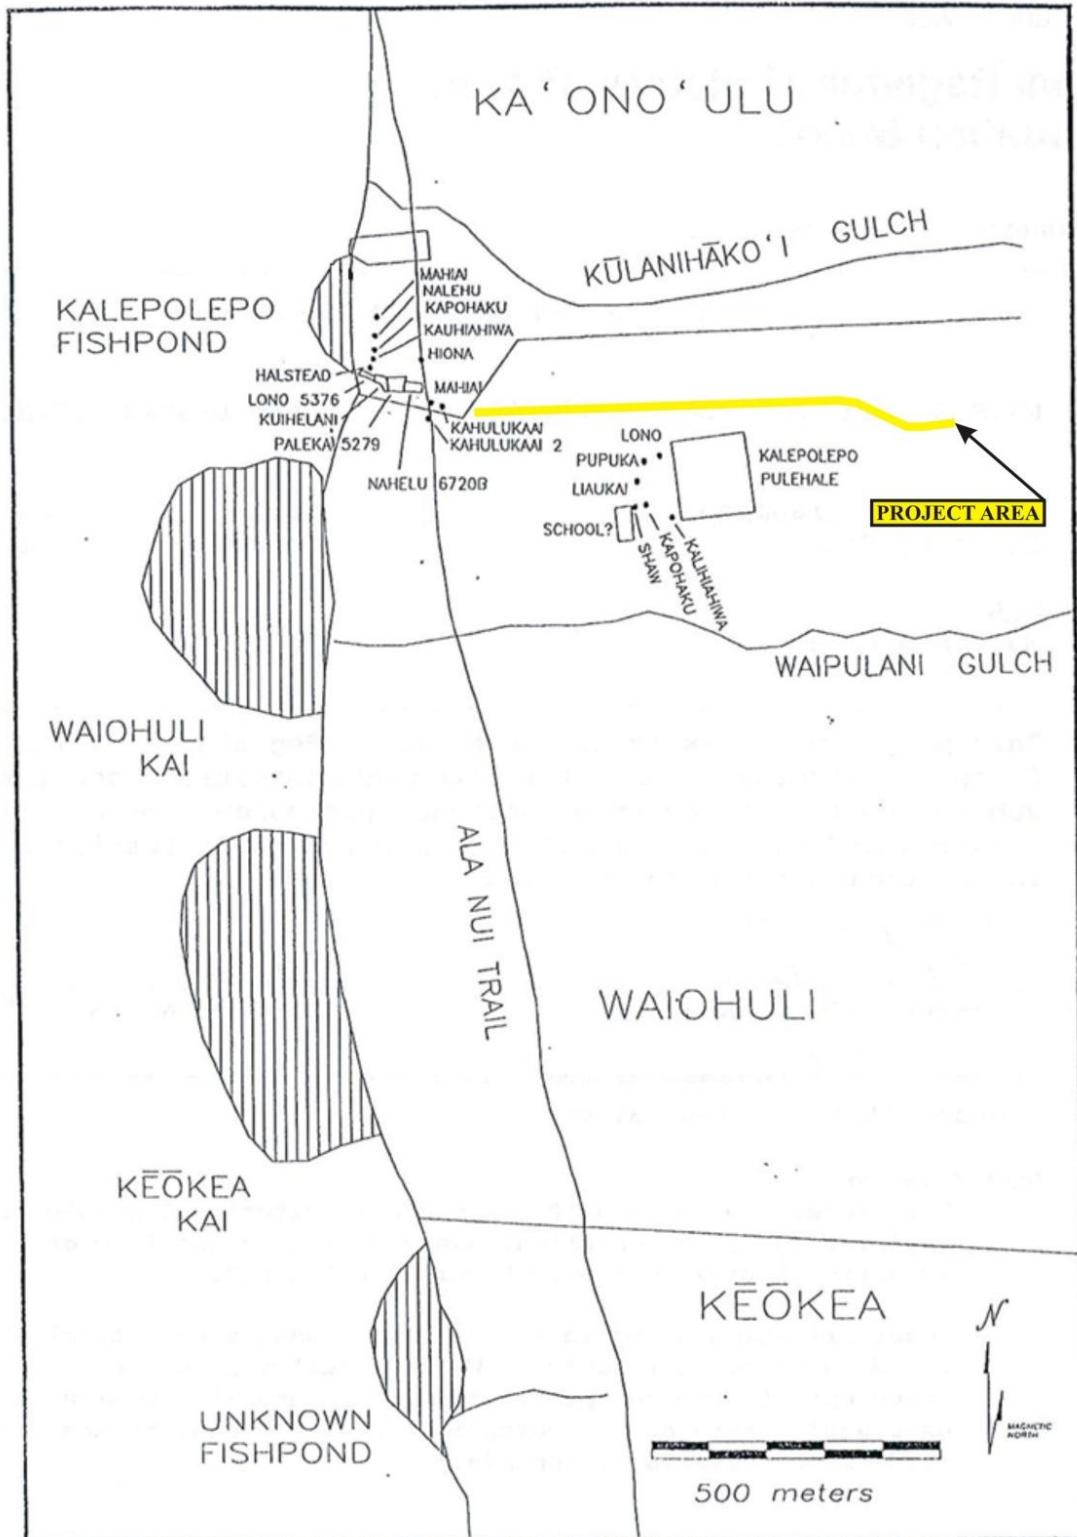 KA'ONO'ULU
KŪLANIHĀKO'I GULCH
KALEPOLEPO
FISHPOND
MAHIAI
NALEHU
KAPOHAKU
KAUHIAHIWA
HIONA
HALSTEAD
MAHIAI
LONO 5376
KUIHELANI
PALEKA 5279
KAHULUKAAI
KAHULUKAAI 2
NAHELU 6720B
LONO
PUPUKA
LIAUKAI
KALEPOLEPO
PULEHALE
PROJECT AREA
SCHOOL?
SHAW
KAPOHAKU
KALIHIAHIWA
WAIPULANI GULCH
WAIOHULI
KAI
ALA NUI TRAIL
WAIOHULI
KĒŌKEA
KAI
KĒŌKEA
N
MAGNETIC
NORTH
UNKNOWN
FISHPOND
500 meters